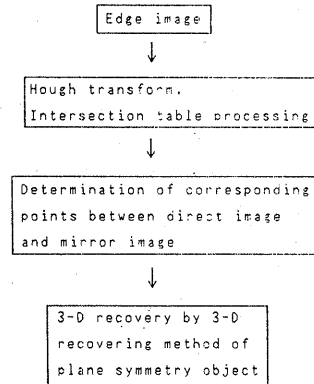 Edge image
Hough transform.
Intersection table processing
Determination of corresponding
points between direct image
and mirror image
3-D recovery by 3-D
recovering method of
plane symmetry object